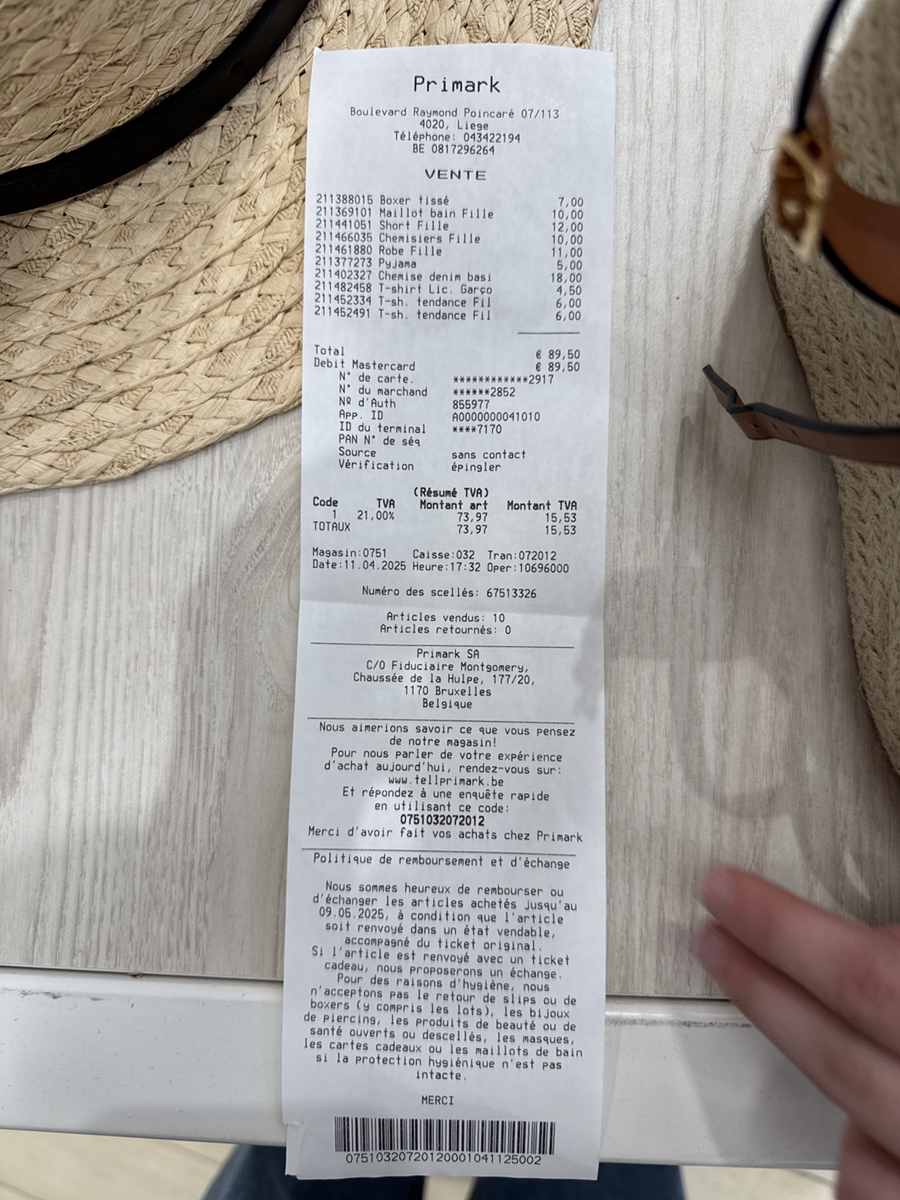 Primark
Boulevard Raymond Poincaré 07/113
4020, Liege
Téléphone: 043422194
BE 0817296264
VENTE
211388015 Boxer tissé 7,00
211369101 Maillot bain Fille 10,00
211441051 Short Fille 12,00
211466035 Chemisiers Fille 10,00
211461880 Robe Fille 11,00
211377273 Pyjama 5,00
211402327 Chemise denim basi 18,00
211482458 T-shirt Lic. Garço 4,50
211452334 T-sh. tendance Fil 6,00
211452491 T-sh. tendance Fil 6,00
Total € 89,50
Debit Mastercard € 89,50
N° de carte. ************2917
N° du marchand ******2852
Nº d'Auth 855977
App. ID A0000000041010
ID du terminal ****7170
PAN N° de séq
Source sans contact
Vérification épingler
(Résumé TVA)
Code TVA Montant art Montant TVA
1 21,00% 73,97 15,53
TOTAUX 73,97 15,53
Magasin:0751 Caisse:032 Tran:072012
Date:11.04.2025 Heure:17:32 Oper:10696000
Numéro des scellés: 67513326
Articles vendus: 10
Articles retournés: 0
Primark SA
C/O Fiduciaire Montgomery,
Chaussée de la Hulpe, 177/20,
1170 Bruxelles
Belgique
Nous aimerions savoir ce que vous pensez
de notre magasin!
Pour nous parler de votre expérience
d'achat aujourd'hui, rendez-vous sur:
www.tellprimark.be
Et répondez à une enquête rapide
en utilisant ce code:
0751032072012
Merci d'avoir fait vos achats chez Primark
Politique de remboursement et d'échange
Nous sommes heureux de rembourser ou
d'échanger les articles achetés jusqu'au
09.05.2025, à condition que l'article
soit renvoyé dans un état vendable,
accompagné du ticket original.
Si l'article est renvoyé avec un ticket
cadeau, nous proposerons un échange.
Pour des raisons d'hygiène, nous
n'acceptons pas le retour de slips ou de
boxers (y compris les lots), les bijoux
de piercing, les produits de beauté ou de
santé ouverts ou descellés, les masques,
les cartes cadeaux ou les maillots de bain
si la protection hygiénique n'est pas
intacte.
MERCI
07510320720120001041125002